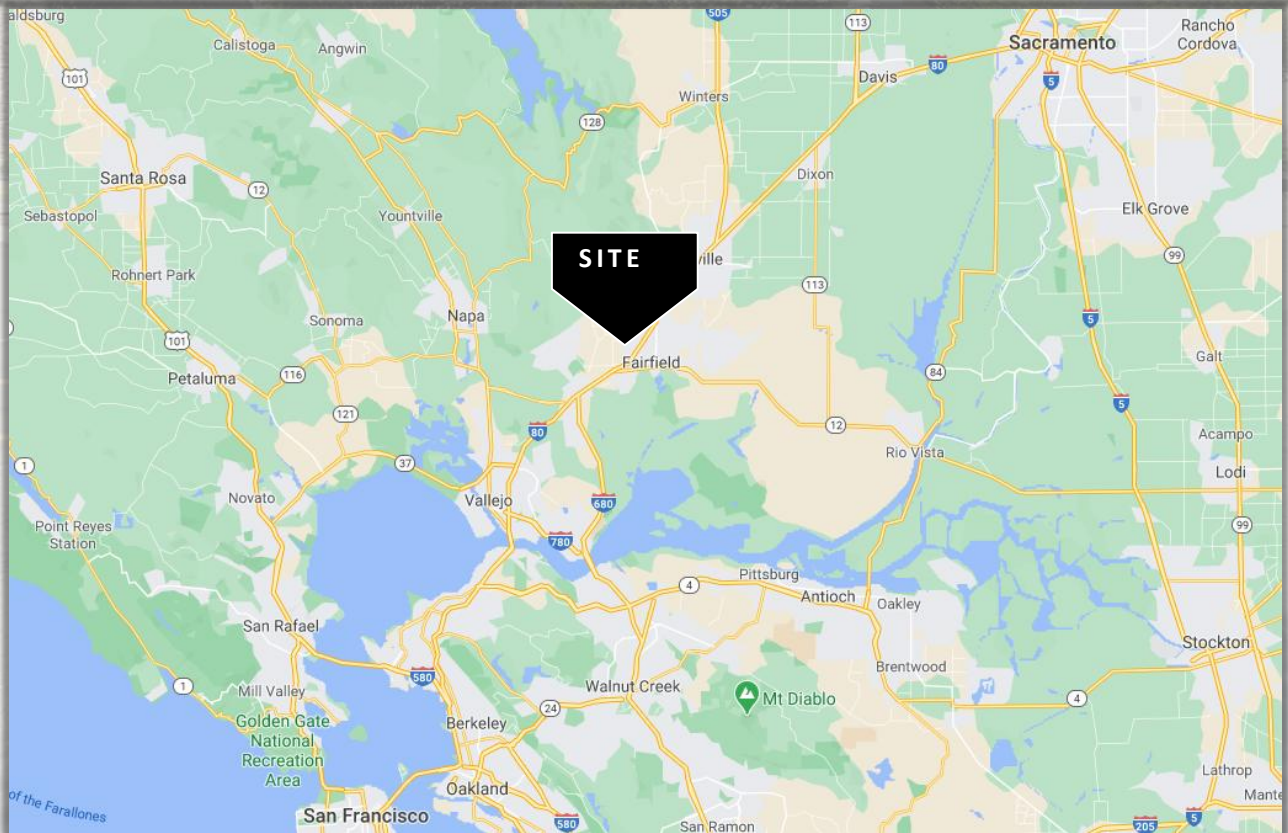 aldsburg
Calistoga
Angwin
505
113
Rancho
Cordova
Sacramento
101
Davis
80
5
Winters
128
Santa Rosa
12
Dixon
Sebastopol
Yountville
Elk Grove
SITE
ville
99
Rohnert Park
113
Napa
Sonoma
5
101
Fairfield
Galt
Petaluma
116
84
121
5
80
12
Acampo
Rio Vista
1
37
Lodi
Novato
Vallejo
680
Point Reyes
Station
99
780
Pittsburg
4
Antioch
Oakley
San Rafael
Stockton
Brentwood
580
1
Mill Valley
Walnut Creek
Mt Diablo
4
24
Golden Gate
National
Recreation
Area
Berkeley
Lathrop
Oakland
Mante
of the Farallones
San Francisco
580
San Ramon
205
5